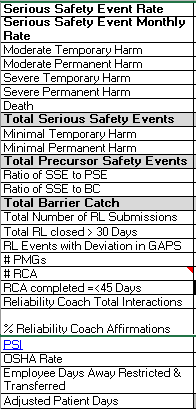 Serious Safety Event Rate
Serious Safety Event Monthly
Rate
Moderate Temporary Harm
Moderate Permanent Harm
Severe Temporary Harm
Severe Permanent Harm
Death
Total Serious Safety Events
Minimal Temporary Harm
Minimal Permanent Harm
Total Precursor Safety Events
Ratio of SSE to PSE
Ratio of SSE to BC
Total Barrier Catch
Total Number of RL Submissions
Total RL closed > 30 Days
RL Events with Deviation in GAPS
# PMGs
# RCA
RCA completed =<45 Days
Reliability Coach Total Interactions
% Reliability Coach Affirmations
PSI
OSHA Rate
Employee Days Away Restricted &
Transferred
Adjusted Patient Days